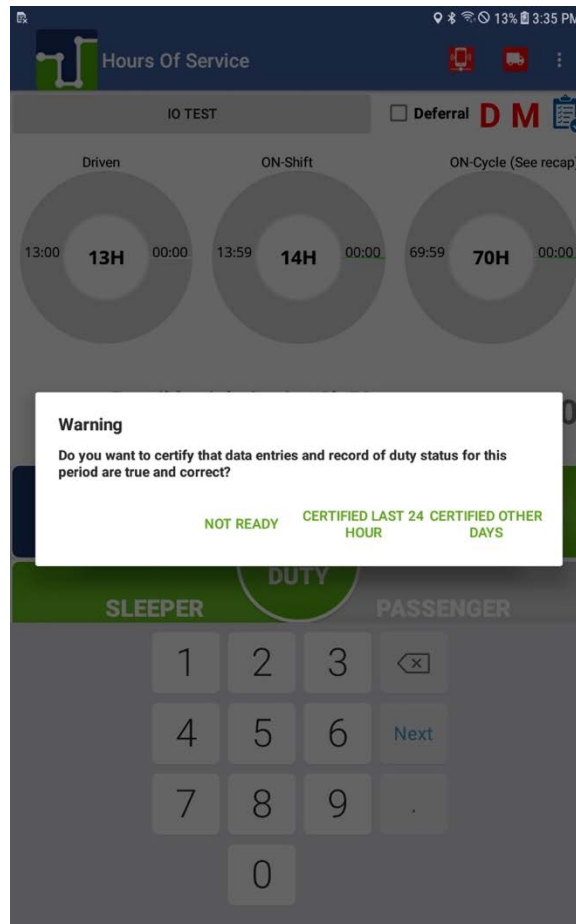 13% 3:35 PM
Hours Of Service
IO TEST
Deferral D M
Driven
ON-Shift
ON-Cycle (See recap)
13:00 13H 00:00
13:59 14H 00:00
69:59 70H 00:00
Warning
Do you want to certify that data entries and record of duty status for this
period are true and correct?
NOT READY
CERTIFIED LAST 24
HOUR
CERTIFIED OTHER
DAYS
DUTY
SLEEPER
PASSENGER
1 2 3
4 5 6 Next
7 8 9 .
0